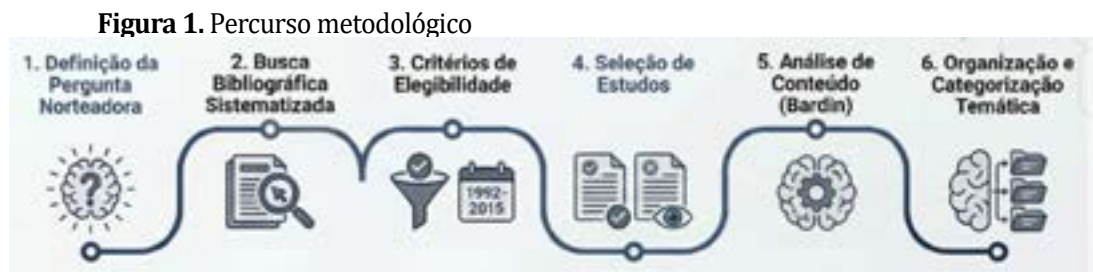 Figura 1. Percurso metodológico
1. Definição da
Pergunta
Norteadora
2. Busca
Bibliográfica
Sistematizada
3. Critérios de
Elegibilidade
4. Seleção de
Estudos
5. Análise de
Conteúdo
(Bardin)
6. Organização e
Categorização
Temática
?
1992-
2015